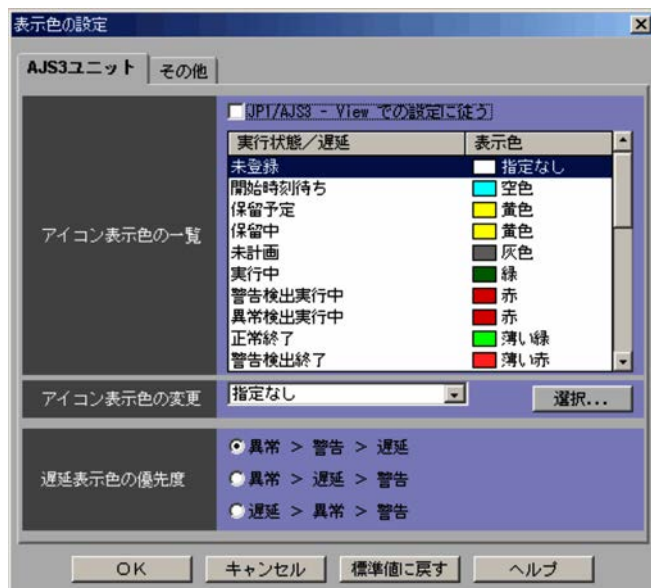 表示色の設定
AJS3ユニット その他
JP1/AJS3 - View での設定に従う
実行状態／遅延 表示色
未登録 指定なし
開始時刻待ち 空色
保留予定 黄色
保留中 黄色
アイコン表示色の一覧
未計画 灰色
実行中 緑
警告検出実行中 赤
異常検出実行中 赤
正常終了 薄い緑
警告検出終了 薄い赤
アイコン表示色の変更 指定なし 選択...
異常 > 警告 > 遅延
遅延表示色の優先度 異常 > 遅延 > 警告
遅延 > 異常 > 警告
OK キャンセル 標準値に戻す ヘルプ